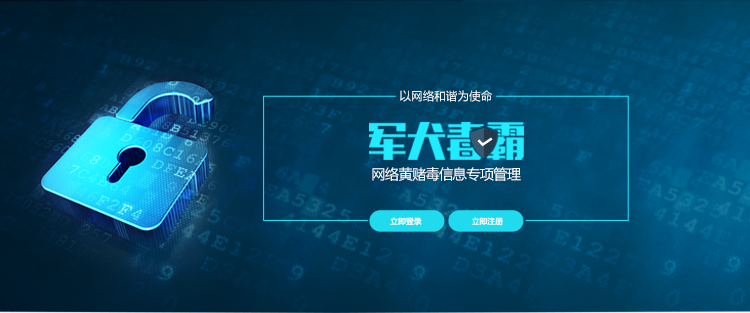 以网络和谐为使命
军犬毒霸
网络黄赌毒信息专项管理
立即登录
立即注册